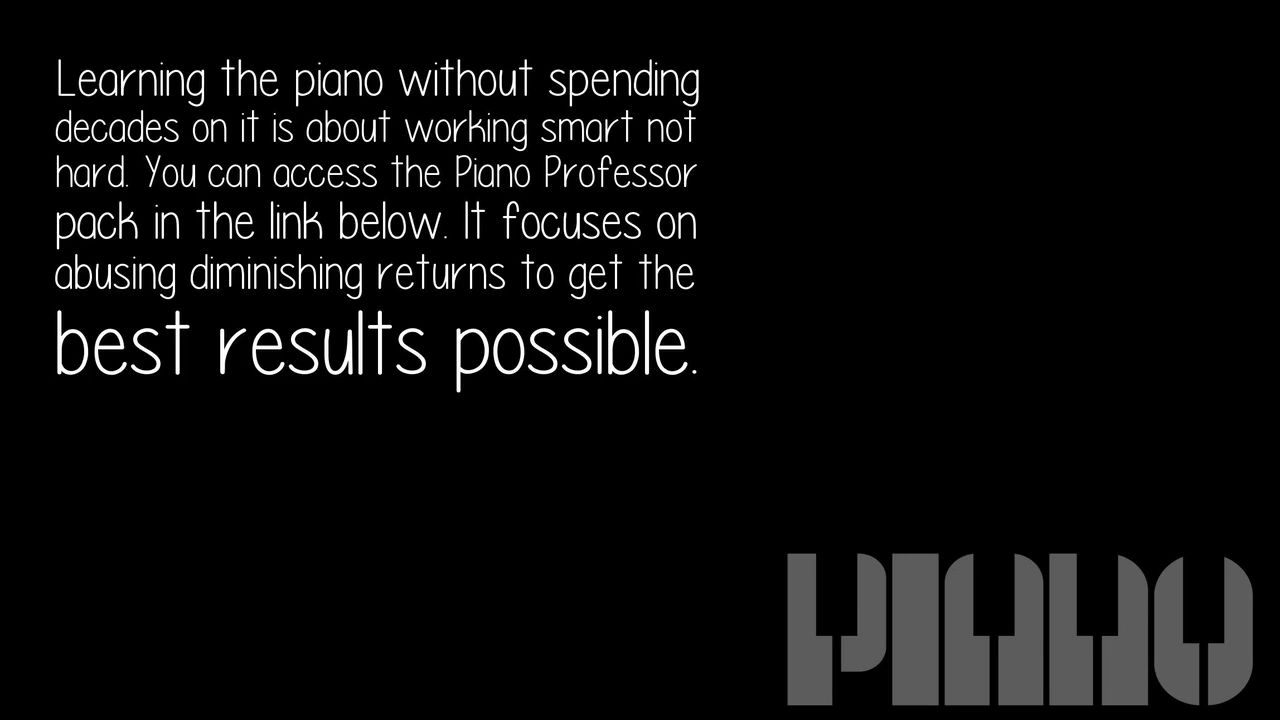 Learning the piano without spending
decades on it is about working smart not
hard. You can access the Piano Professor
pack in the link below. It focuses on
abusing diminishing returns to get the
best results possible.
PIANO